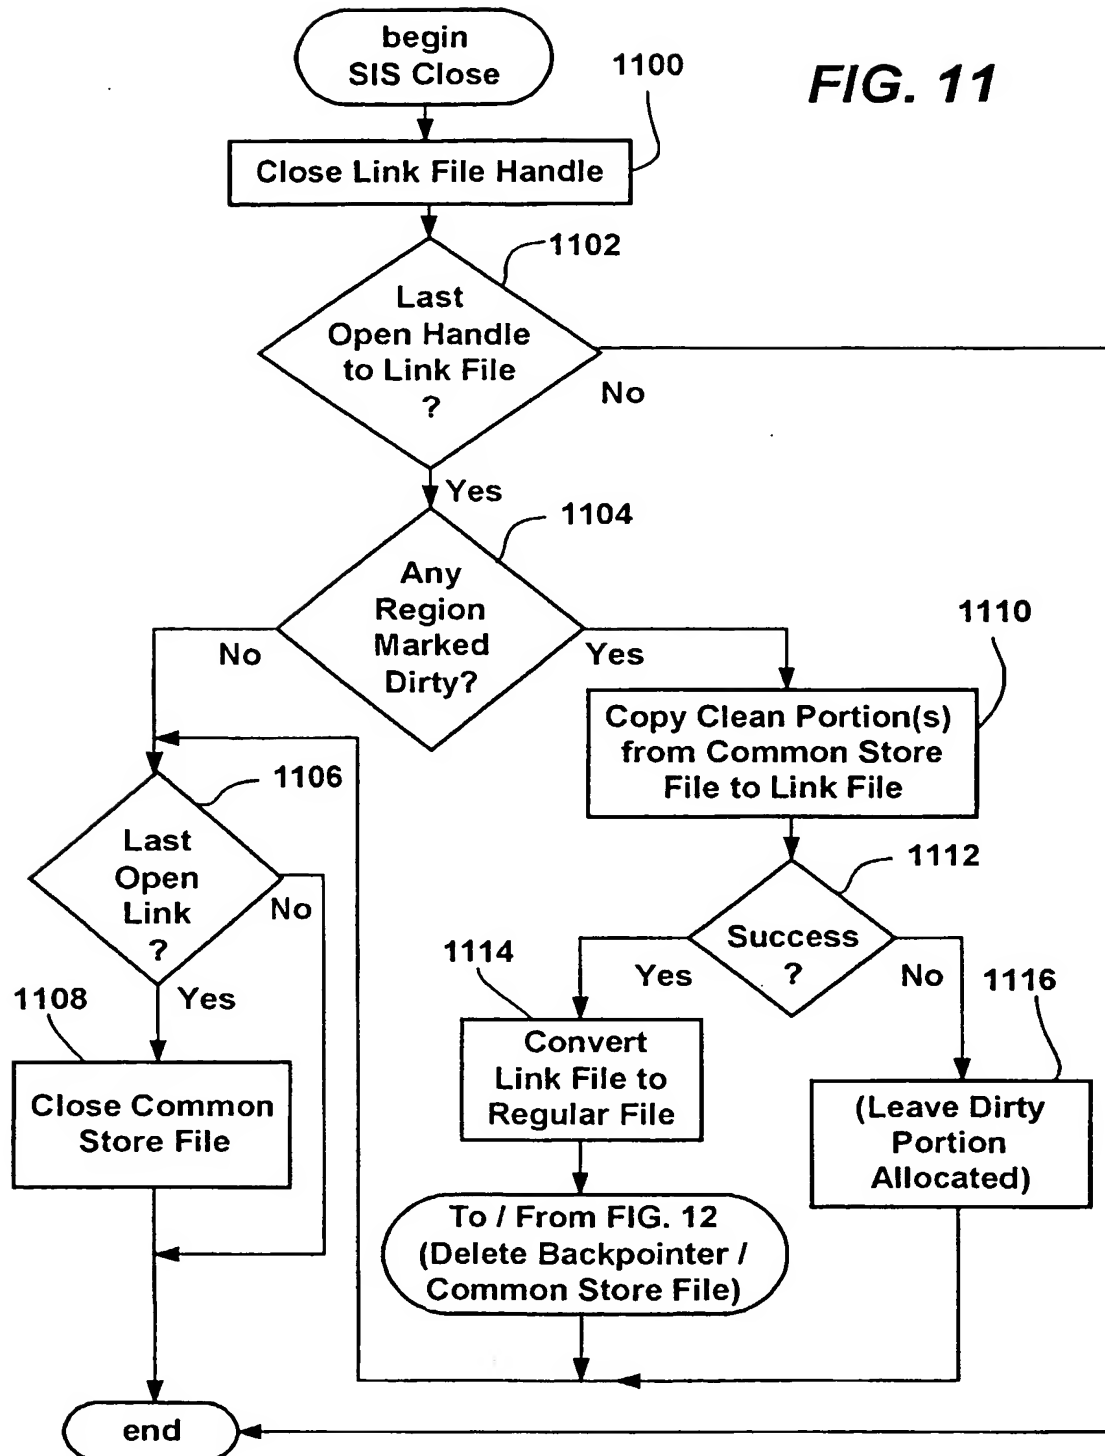 begin
SIS Close
1100
FIG. 11
Close Link File Handle
1102
Last
Open Handle
to Link File
?
No
Yes
1104
Any
Region
Marked
Dirty?
No
Yes
1110
Copy Clean Portion(s)
from Common Store
File to Link File
1106
Last
Open
Link
?
No
Yes
1112
Success
?
Yes
No
1108
Close Common
Store File
1114
Convert
Link File to
Regular File
1116
(Leave Dirty
Portion
Allocated)
To / From FIG. 12
(Delete Backpointer /
Common Store File)
end